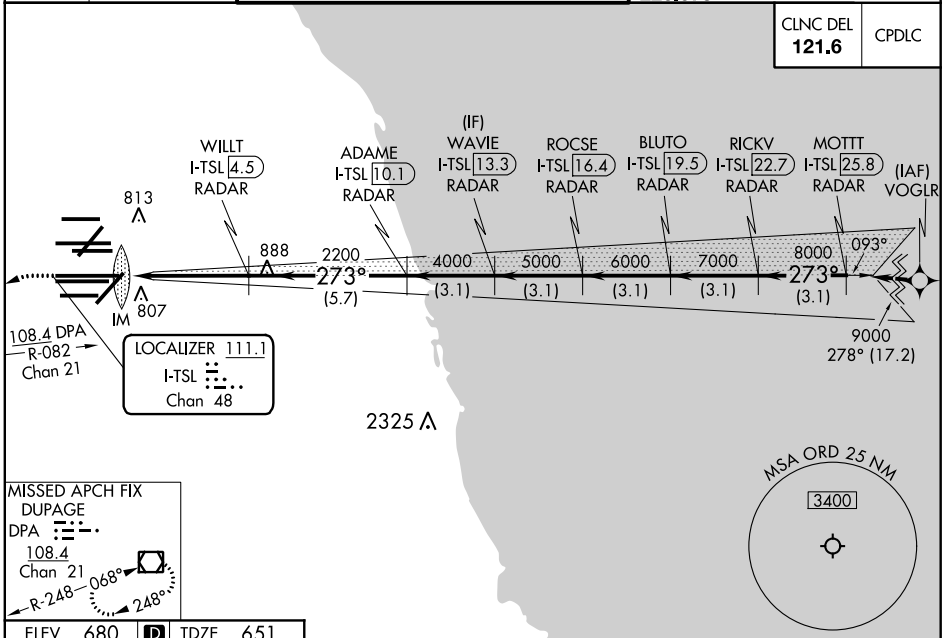 CLNC DEL
121.6
CPDLC
(IF)
WILLT
I-TSL 4.5
RADAR
ADAME
I-TSL 10.1
RADAR
WAVIE
I-TSL 13.3
RADAR
ROCSE
I-TSL 16.4
RADAR
BLUTO
I-TSL 19.5
RADAR
RICKV
I-TSL 22.7
RADAR
MOTTT
I-TSL 25.8
RADAR
(IAF)
VOGLR
813
888
2200
4000
5000
6000
7000
8000
093°
273°
273°
(5.7)
(3.1)
(3.1)
(3.1)
(3.1)
(3.1)
807
IM
9000
278° (17.2)
108.4 DPA
R-082
Chan 21
LOCALIZER 111.1
I-TSL
Chan 48
2325
MSA ORD 25 NM
3400
MISSED APCH FIX
DUPAGE
DPA
108.4
Chan 21
R-248
068°
248°
ELEV 680 D TDZE 651